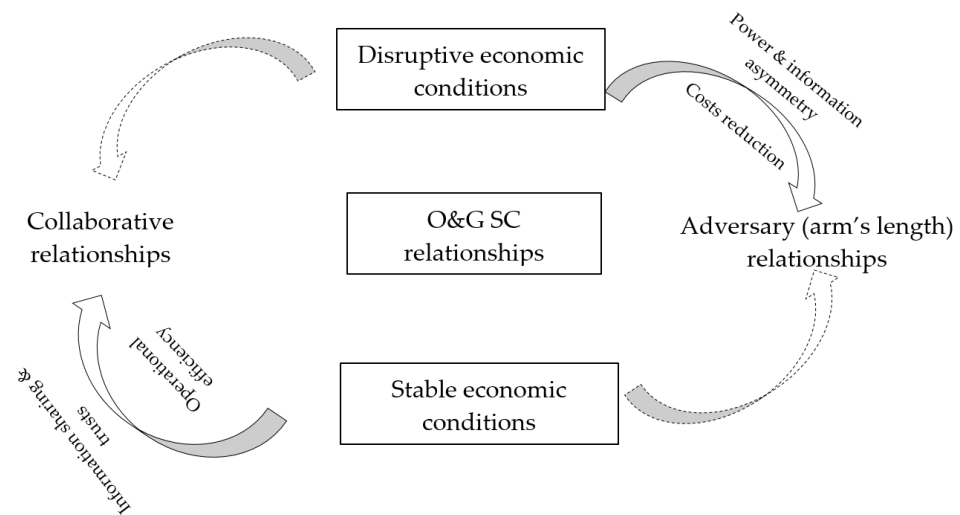 Disruptive economic
conditions
Power & information
asymmetry
Costs reduction
Collaborative
relationships
O&G SC
relationships
Adversary (arm's length)
relationships
Operational
efficiency
Information sharing &
trusts
Stable economic
conditions